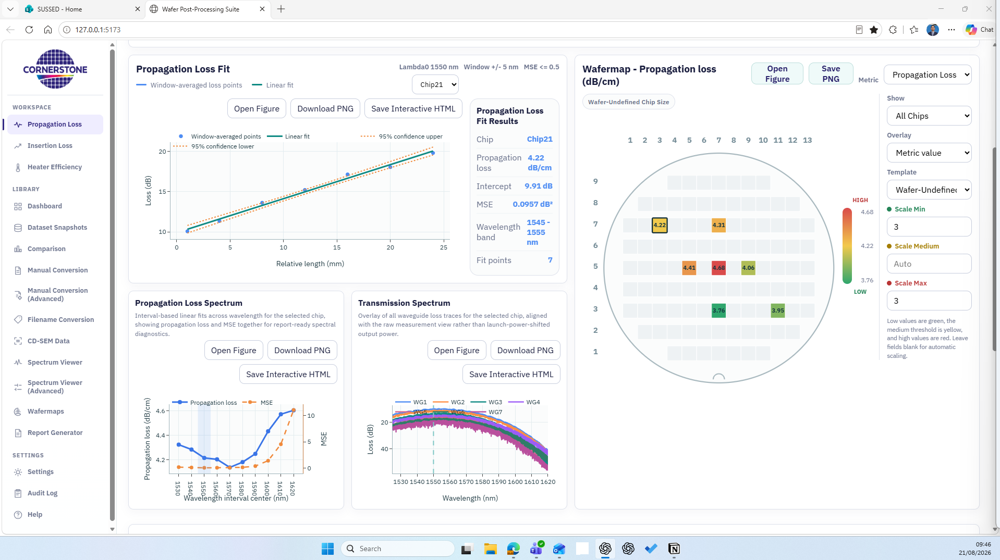 SUSSED - Home
Wafer Post-Processing Suite
127.0.0.1:5173
Chat
CORNERSTONE
WORKSPACE
Propagation Loss
Insertion Loss
Heater Efficiency
LIBRARY
Dashboard
Dataset Snapshots
Comparison
Manual Conversion
Manual Conversion
(Advanced)
Filename Conversion
CD-SEM Data
Spectrum Viewer
Spectrum Viewer
(Advanced)
Wafermaps
Report Generator
SETTINGS
Settings
Audit Log
Help
Propagation Loss Fit
Lambda0 1550 nm Window +/- 5 nm MSE <= 0.5
Window-averaged loss points Linear fit
Chip21
Open Figure Download PNG Save Interactive HTML
Window-averaged points Linear fit 95% confidence upper
95% confidence lower
Loss (dB)
20
15
10
0 5 10 15 20 25
Relative length (mm)
Propagation Loss
Fit Results
Chip Chip21
Propagation
loss
4.22
dB/cm
Intercept 9.91 dB
MSE 0.0957 dB²
Wavelength
band
1545 -
1555
nm
Fit points 7
Propagation Loss Spectrum
Interval-based linear fits across wavelength for the selected chip,
showing propagation loss and MSE together for report-ready spectral
diagnostics.
Open Figure Download PNG
Save Interactive HTML
Propagation loss MSE
Propagation loss (dB/cm)
4.6
4.4
4.2
10
5
0
MSE
1530 1540 1550 1560 1570 1580 1590 1600 1610 1620
Wavelength interval center (nm)
Transmission Spectrum
Overlay of all waveguide loss traces for the selected chip, aligned
with the raw measurement view rather than launch-power-shifted
output power.
Open Figure Download PNG
Save Interactive HTML
WG1 WG2 WG3 WG4
WG5 WG6 WG7
Loss (dB)
20
40
1530 1540 1550 1560 1570 1580 1590 1600 1610 1620
Wavelength (nm)
Wafermap - Propagation loss
(dB/cm)
Open
Figure
Save
PNG
Metric
Propagation Loss
Wafer-Undefined Chip Size
1 2 3 4 5 6 7 8 9 10 11 12 13
9
8
7
4.22 4.31
6
5
4.41 4.68 4.06
4
3
3.76 3.95
2
1
HIGH
4.68
4.22
3.76
LOW
Show
All Chips
Overlay
Metric value
Template
Wafer-Undefined
Scale Min
3
Scale Medium
Auto
Scale Max
3
Low values are green, the
medium threshold is yellow,
and high values are red. Leave
fields blank for automatic
scaling.
Search
09:46
21/08/2026